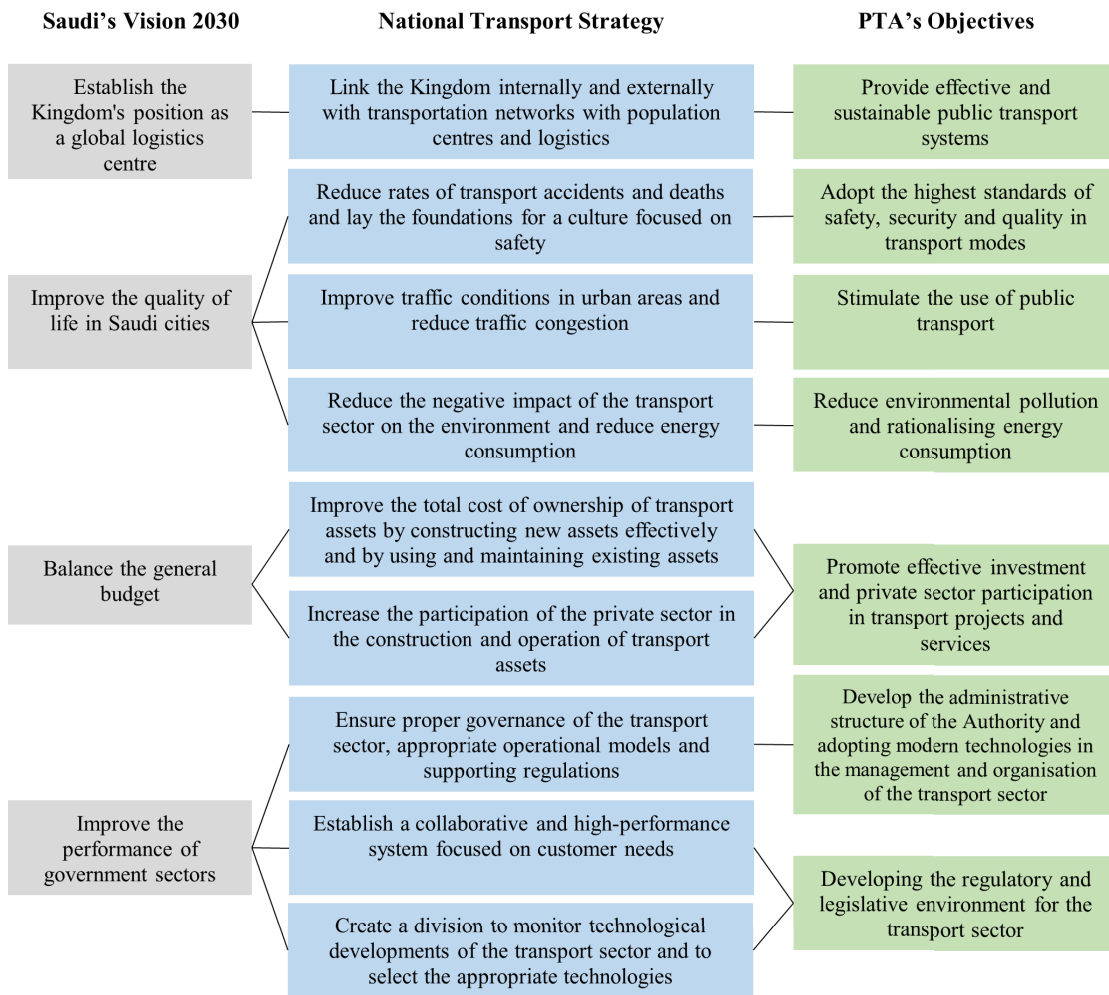 Saudi's Vision 2030
National Transport Strategy
PTA's Objectives
Establish the
Kingdom's position as
a global logistics
centre
Link the Kingdom internally and externally
with transportation networks with population
centres and logistics
Provide effective and
sustainable public transport
systems
Improve the quality of
life in Saudi cities
Reduce rates of transport accidents and deaths
and lay the foundations for a culture focused on
safety
Adopt the highest standards of
safety, security and quality in
transport modes
Improve traffic conditions in urban areas and
reduce traffic congestion
Stimulate the use of public
transport
Reduce the negative impact of the transport
sector on the environment and reduce energy
consumption
Reduce environmental pollution
and rationalising energy
consumption
Balance the general
budget
Improve the total cost of ownership of transport
assets by constructing new assets effectively
and by using and maintaining existing assets
Increase the participation of the private sector in
the construction and operation of transport
assets
Promote effective investment
and private sector participation
in transport projects and
services
Improve the
performance of
government sectors
Ensure proper governance of the transport
sector, appropriate operational models and
supporting regulations
Develop the administrative
structure of the Authority and
adopting modern technologies in
the management and organisation
of the transport sector
Establish a collaborative and high-performance
system focused on customer needs
Create a division to monitor technological
developments of the transport sector and to
select the appropriate technologies
Developing the regulatory and
legislative environment for the
transport sector